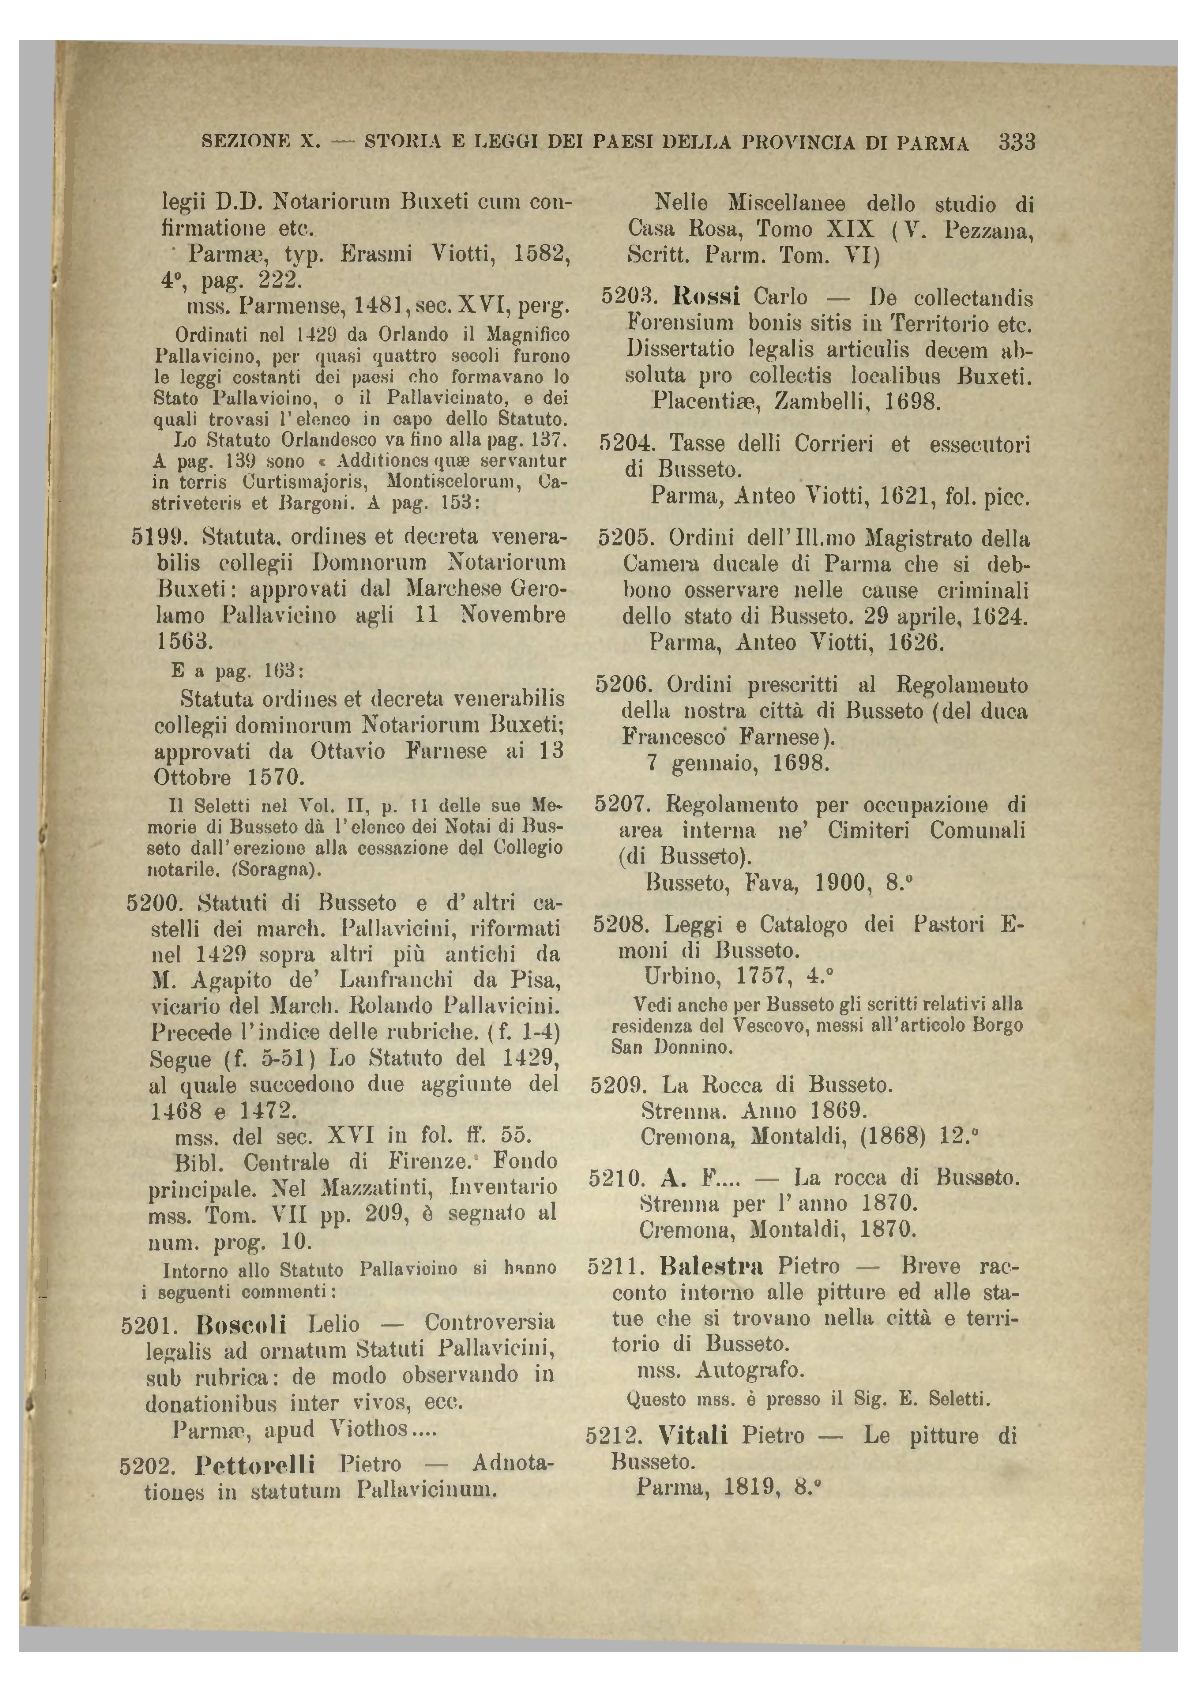 SEZIONE X. — STORIA E LEGGI DEI PAESI DELLA PROVINCIA DI PARMA 333
legii D.D. Notariorum Buxeti cum con-
firmatione etc.
Parmæ, typ. Erasmi Viotti, 1582,
4º, pag. 222.
mss. Parmense, 1481, sec. XVI, perg.
Ordinati nel 1429 da Orlando il Magnifico
Pallavicino, per quasi quattro secoli furono
le leggi costanti dei paesi che formavano lo
Stato Pallavicino, o il Pallavicinato, e dei
quali trovasi l'elenco in capo dello Statuto.
Lo Statuto Orlandesco va fino alla pag. 137.
A pag. 139 sono « Additiones quæ servantur
in terris Curtismajoris, Montiscelorum, Ca-
striveteris et Bargoni. A pag. 153:
5199. Statuta, ordines et decreta venera-
bilis collegii Domnorum Notariorum
Buxeti: approvati dal Marchese Gero-
lamo Pallavicino agli 11 Novembre
1563.
E a pag. 163:
Statuta ordines et decreta venerabilis
collegii dominorum Notariorum Buxeti;
approvati da Ottavio Farnese ai 13
Ottobre 1570.
Il Seletti nel Vol. II, p. 11 delle sue Me-
morie di Busseto dà l'elenco dei Notai di Bus-
seto dall'erezione alla cessazione del Collegio
notarile. (Soragna).
5200. Statuti di Busseto e d'altri ca-
stelli dei march. Pallavicini, riformati
nel 1429 sopra altri più antichi da
M. Agapito de' Lanfranchi da Pisa,
vicario del March. Rolando Pallavicini.
Precede l'indice delle rubriche. (f. 1-4)
Segue (f. 5-51) Lo Statuto del 1429,
al quale succedono due aggiunte del
1468 e 1472.
mss. del sec. XVI in fol. ff. 55.
Bibl. Centrale di Firenze. Fondo
principale. Nel Mazzatinti, Inventario
mss. Tom. VII pp. 209, è segnato al
num. prog. 10.
Intorno allo Statuto Pallavicino si hanno
i seguenti commenti:
5201. Boscoli Lelio — Controversia
legalis ad ornatum Statuti Pallavicini,
sub rubrica: de modo observando in
donationibus inter vivos, ecc.
Parmæ, apud Viothos....
5202. Pettorelli Pietro — Adnota-
tiones in statutum Pallavicinum.
Nelle Miscellanee dello studio di
Casa Rosa, Tomo XIX (V. Pezzana,
Scritt. Parm. Tom. VI)
5203. Rossi Carlo — De collectandis
Forensium bonis sitis in Territorio etc.
Dissertatio legalis articulis decem ab-
soluta pro collectis localibus Buxeti.
Placentiæ, Zambelli, 1698.
5204. Tasse delli Corrieri et essecutori
di Busseto.
Parma, Anteo Viotti, 1621, fol. picc.
5205. Ordini dell'Ill.mo Magistrato della
Camera ducale di Parma che si deb-
bono osservare nelle cause criminali
dello stato di Busseto. 29 aprile, 1624.
Parma, Anteo Viotti, 1626.
5206. Ordini prescritti al Regolamento
della nostra città di Busseto (del duca
Francesco Farnese).
7 gennaio, 1698.
5207. Regolamento per occupazione di
area interna ne' Cimiteri Comunali
(di Busseto).
Busseto, Fava, 1900, 8.º
5208. Leggi e Catalogo dei Pastori E-
moni di Busseto.
Urbino, 1757, 4.º
Vedi anche per Busseto gli scritti relativi alla
residenza del Vescovo, messi all'articolo Borgo
San Donnino.
5209. La Rocca di Busseto.
Strenna. Anno 1869.
Cremona, Montaldi, (1868) 12.º
5210. A. F.... — La rocca di Busseto.
Strenna per l'anno 1870.
Cremona, Montaldi, 1870.
5211. Balestra Pietro — Breve rac-
conto intorno alle pitture ed alle sta-
tue che si trovano nella città e terri-
torio di Busseto.
mss. Autografo.
Questo mss. è presso il Sig. E. Seletti.
5212. Vitali Pietro — Le pitture di
Busseto.
Parma, 1819, 8.º